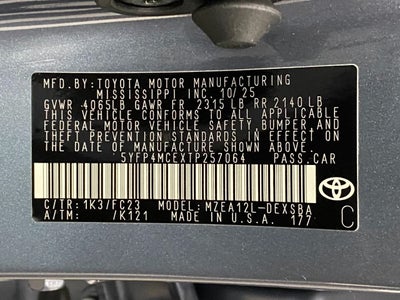 MFD.BY:TOYOTA MOTOR MANUFACTURING
MISSISSIPPI INC. 10/25
GVWR 4065LB GAWR FR 2315 LB RR 2140 LB
THIS VEHICLE CONFORMS TO ALL APPLICABLE
FEDERAL MOTOR VEHICLE SAFETY, BUMPER,AND
THEFT PREVENTION STANDARDS IN EFFECT ON
THE DATE OF MANUFACTURE SHOWN ABOVE.
5YFP4MCEXTP257064 PASS.CAR
C/TR: 1K3/FC23 MODEL: MZEA12L-DEXSBA
A/TM: /K121 MADE IN U.S.A. 177
C
TOYOTA